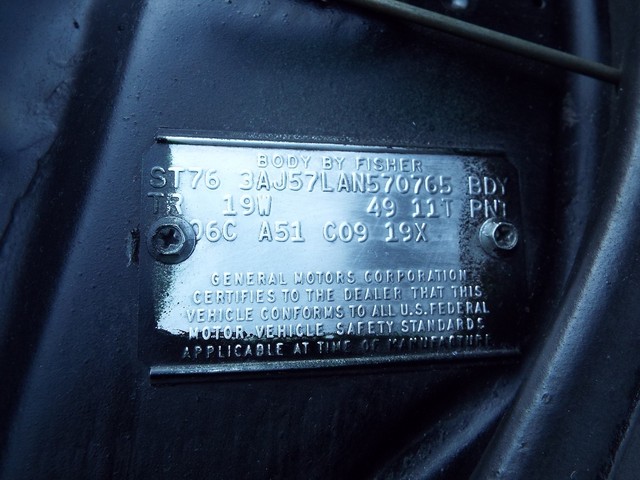 BODY BY FISHER
ST76 3AJ57LAN570765 BDY
TR 19W 49 11T PNT
06C A51 C09 19X
GENERAL MOTORS CORPORATION
CERTIFIES TO THE DEALER THAT THIS
VEHICLE CONFORMS TO ALL U.S. FEDERAL
MOTOR VEHICLE SAFETY STANDARDS
APPLICABLE AT TIME OF MANUFACTURE